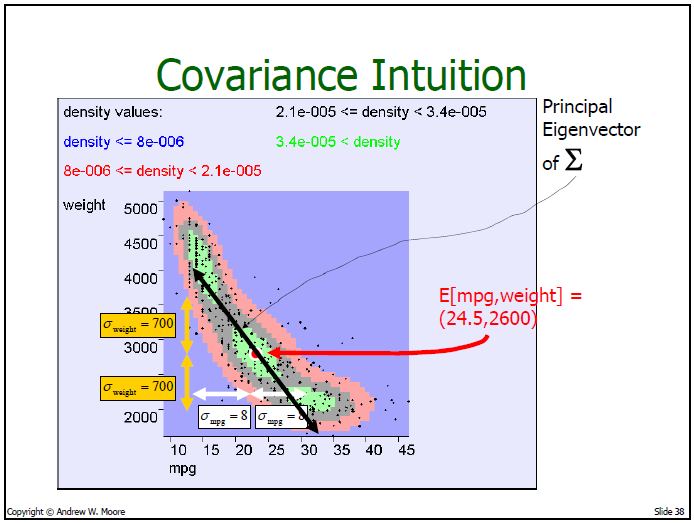 Covariance Intuition
density values:
2.1e-005 <= density < 3.4e-005
density <= 8e-006
3.4e-005 < density
8e-006 <= density < 2.1e-005
Principal
Eigenvector
of Σ
weight
5000
4500
4000
3500
3000
2000
E[mpg,weight] =
(24.5,2600)
σweight = 700
σweight = 700
σmpg = 8
σmpg = 8
10 15 20 25 30 35 40 45
mpg
Copyright © Andrew W. Moore
Slide 38